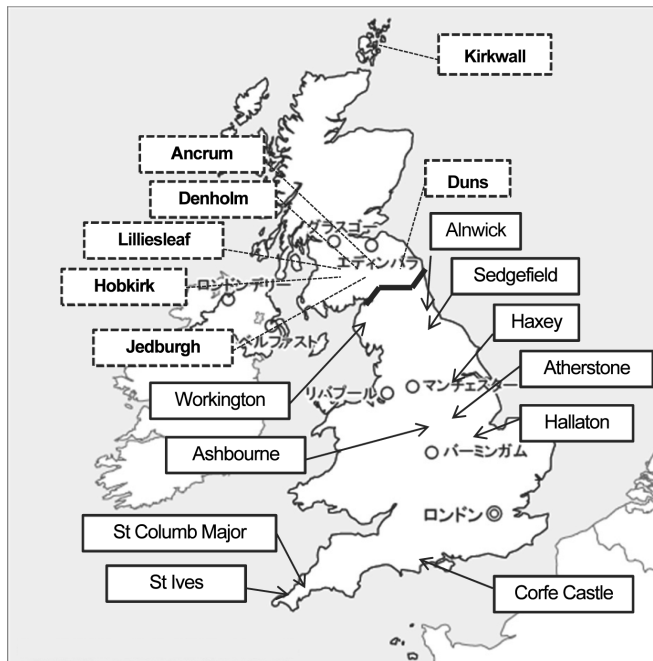 Kirkwall
Ancrum
Denholm
Duns
Alnwick
グラスゴー
Lilliesleaf
エディンバラ
Sedgefield
Hobkirk
ロンドンデリー
Haxey
Jedburgh
ベルファスト
Atherstone
Workington
リバプール
マンチェスター
Hallaton
Ashbourne
バーミンガム
ロンドン
St Columb Major
St Ives
Corfe Castle